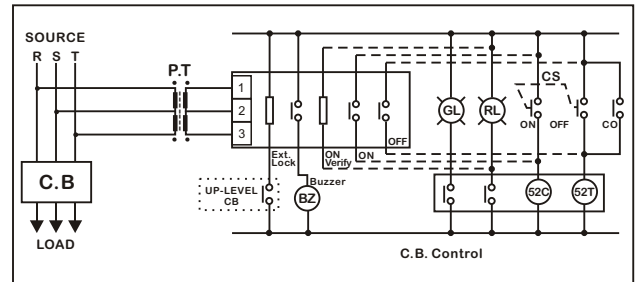 SOURCE
R S T
P.T
1
2
3
C.B
LOAD
Ext.
Lock
ON
Verify
ON
OFF
UP-LEVEL
CB
Buzzer
BZ
GL
RL
CS
ON
OFF
CO
52C
52T
C.B. Control